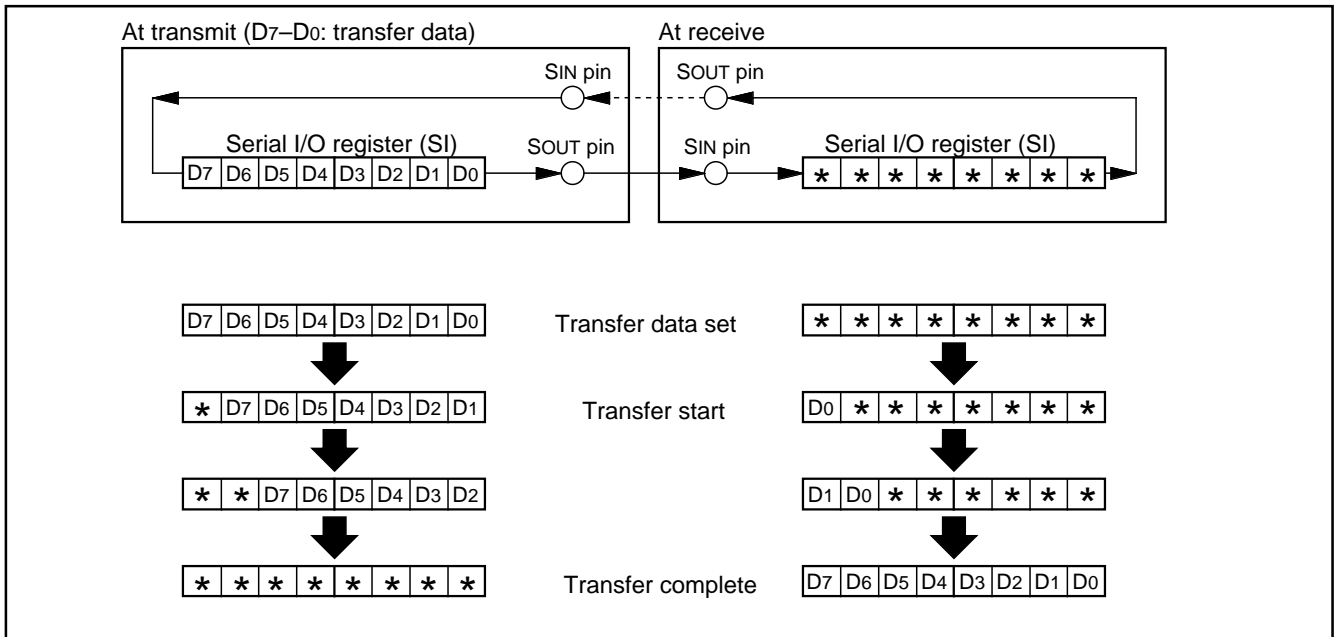 At transmit (D7–D0: transfer data) At receive
SIN pin SOUT pin
Serial I/O register (SI) SOUT pin SIN pin Serial I/O register (SI)
D7 D6 D5 D4 D3 D2 D1 D0 * * * * * * * *
D7 D6 D5 D4 D3 D2 D1 D0 Transfer data set * * * * * * * *
* D7 D6 D5 D4 D3 D2 D1 Transfer start D0 * * * * * * *
* * D7 D6 D5 D4 D3 D2 D1 D0 * * * * * *
* * * * * * * * Transfer complete D7 D6 D5 D4 D3 D2 D1 D0